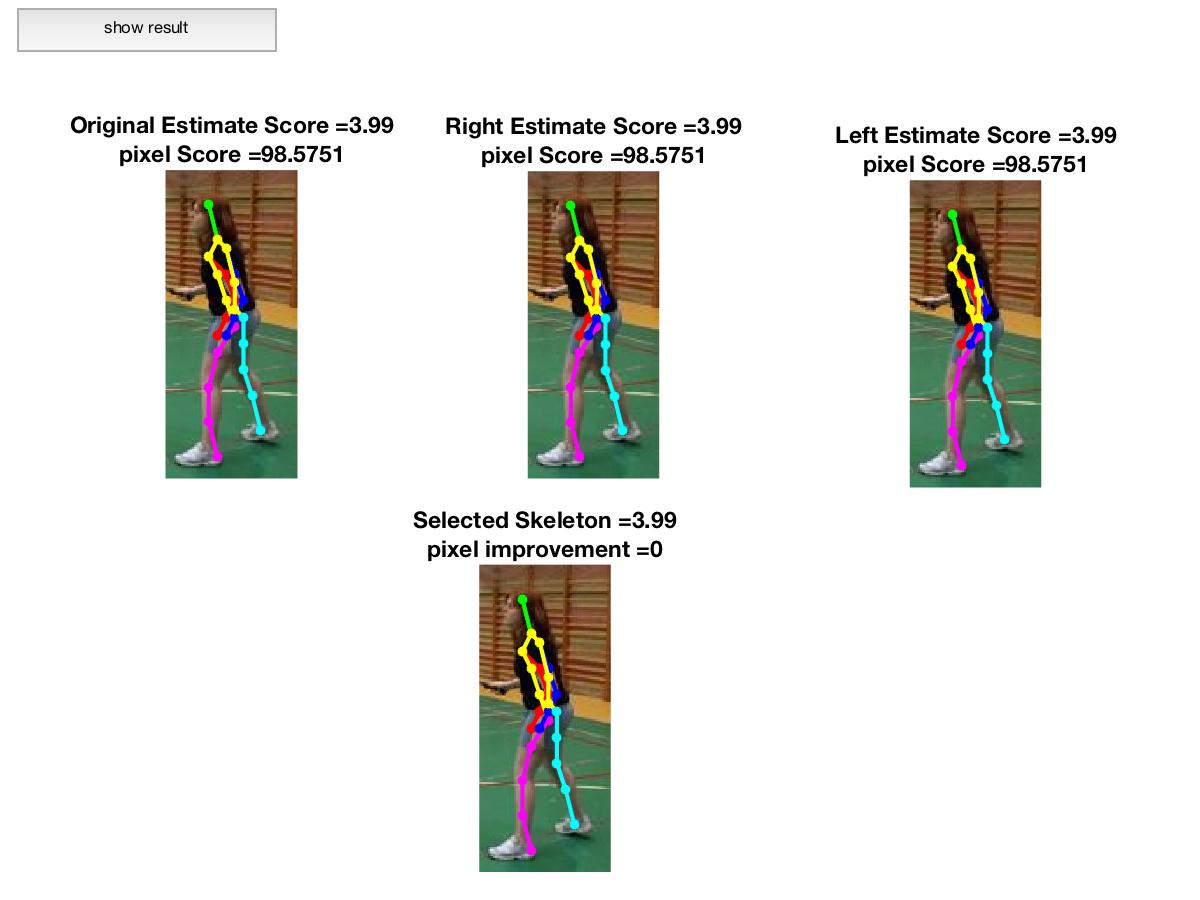 show result
Original Estimate Score =3.99
pixel Score =98.5751
Right Estimate Score =3.99
pixel Score =98.5751
Left Estimate Score =3.99
pixel Score =98.5751
Selected Skeleton =3.99
pixel improvement =0